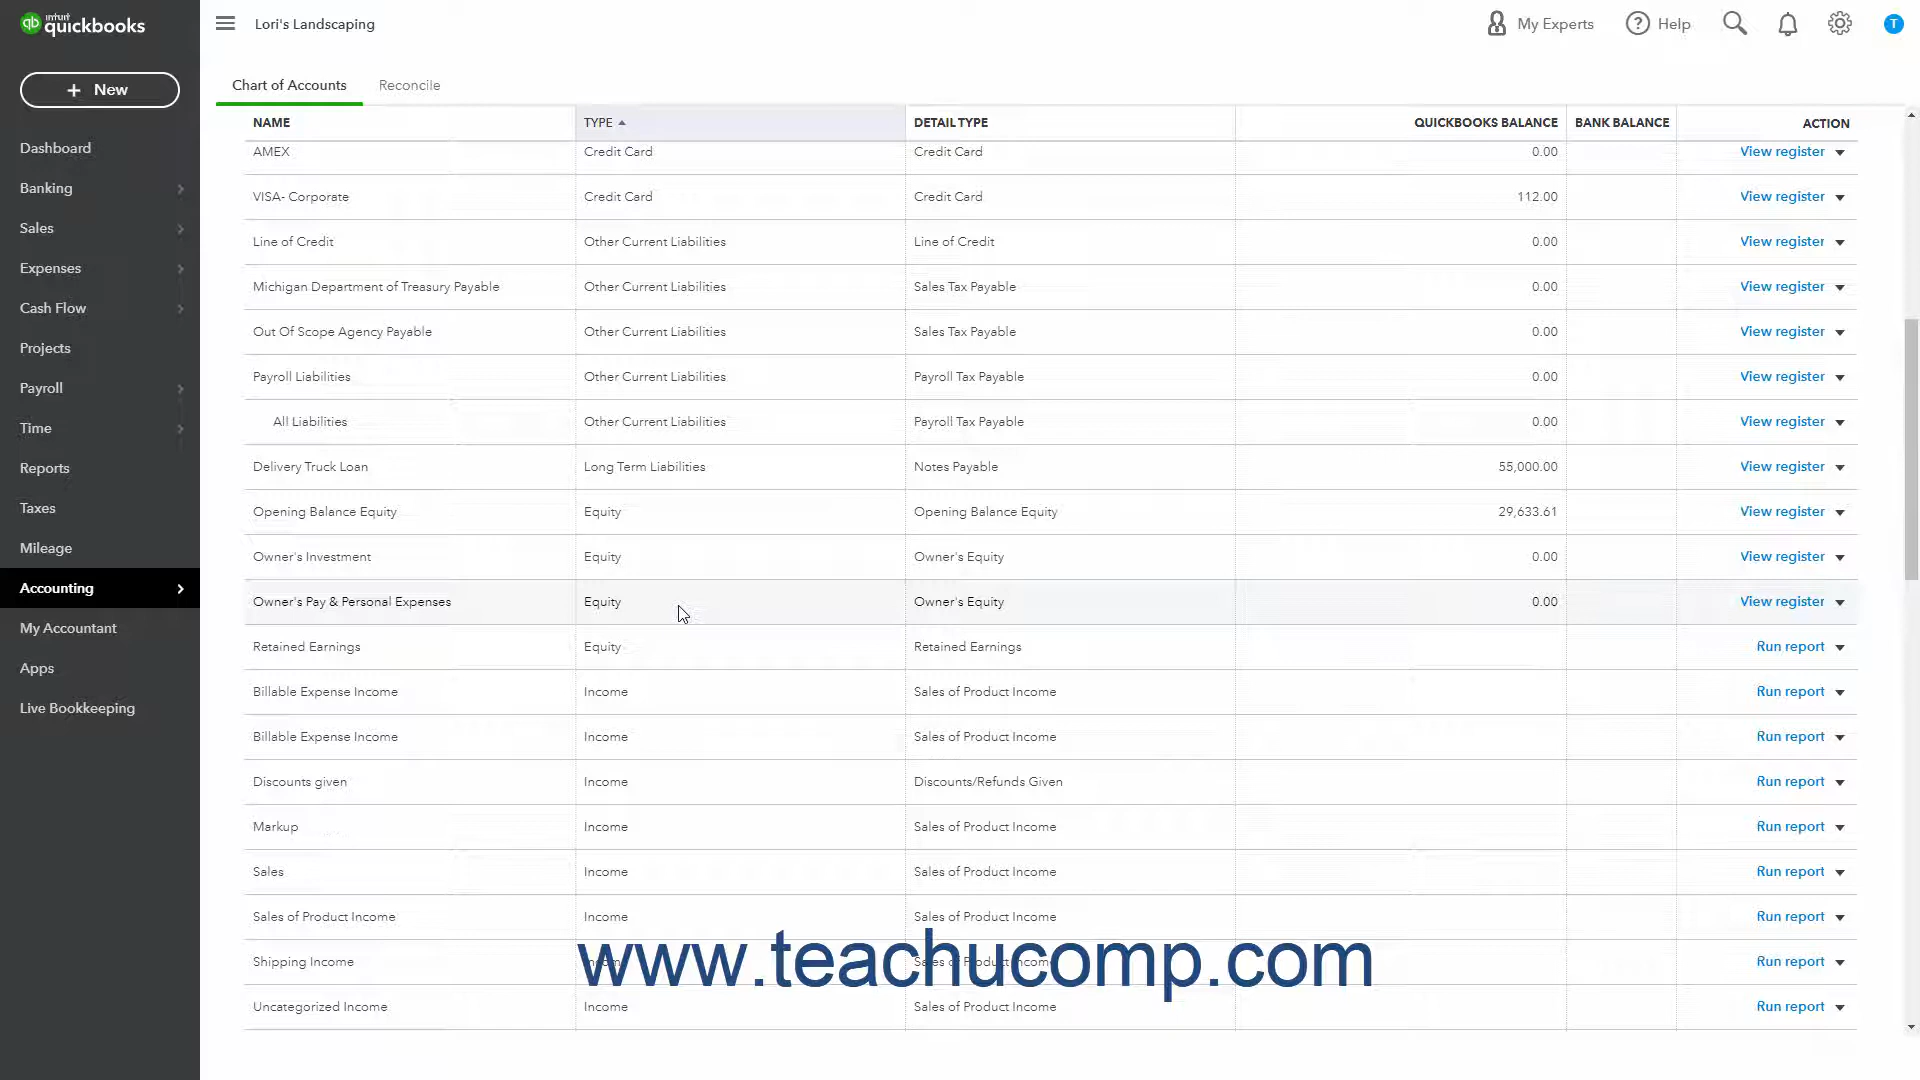 intuit quickbooks
Lori's Landscaping
My Experts
Help
T
+ New
Dashboard
Banking
Sales
Expenses
Cash Flow
Projects
Payroll
Time
Reports
Taxes
Mileage
Accounting
My Accountant
Apps
Live Bookkeeping
Chart of Accounts Reconcile
NAME TYPE DETAIL TYPE QUICKBOOKS BALANCE BANK BALANCE ACTION
AMEX Credit Card Credit Card 0.00 View register
VISA- Corporate Credit Card Credit Card 112.00 View register
Line of Credit Other Current Liabilities Line of Credit 0.00 View register
Michigan Department of Treasury Payable Other Current Liabilities Sales Tax Payable 0.00 View register
Out Of Scope Agency Payable Other Current Liabilities Sales Tax Payable 0.00 View register
Payroll Liabilities Other Current Liabilities Payroll Tax Payable 0.00 View register
All Liabilities Other Current Liabilities Payroll Tax Payable 0.00 View register
Delivery Truck Loan Long Term Liabilities Notes Payable 55,000.00 View register
Opening Balance Equity Equity Opening Balance Equity 29,633.61 View register
Owner's Investment Equity Owner's Equity 0.00 View register
Owner's Pay & Personal Expenses Equity Owner's Equity 0.00 View register
Retained Earnings Equity Retained Earnings Run report
Billable Expense Income Income Sales of Product Income Run report
Billable Expense Income Income Sales of Product Income Run report
Discounts given Income Discounts/Refunds Given Run report
Markup Income Sales of Product Income Run report
Sales Income Sales of Product Income Run report
Sales of Product Income Income Sales of Product Income Run report
Shipping Income Income Sales of Product Income Run report
www.teachucomp.com
Uncategorized Income Income Sales of Product Income Run report